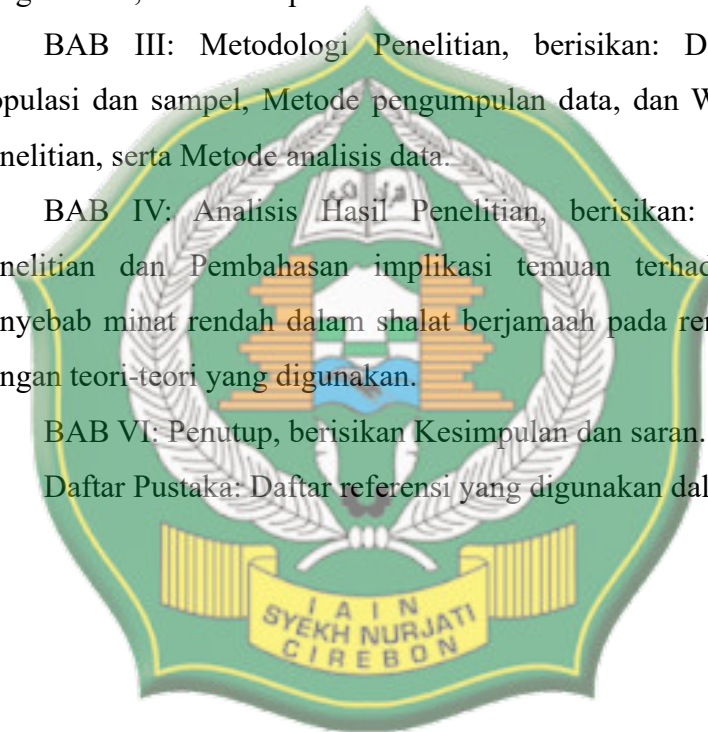 BAB III: Metodologi Penelitian, berisikan: D
opulasi dan sampel, Metode pengumpulan data, dan W
nelitian, serta Metode analisis data.
BAB IV: Analisis Hasil Penelitian, berisikan:
nelitian dan Pembahasan implikasi temuan terhad
nyebab minat rendah dalam shalat berjamaah pada rer
ngan teori-teori yang digunakan.
BAB VI: Penutup, berisikan Kesimpulan dan saran.
Daftar Pustaka: Daftar referensi yang digunakan dal
IAIN
SYEKH NURJATI
CIREBON